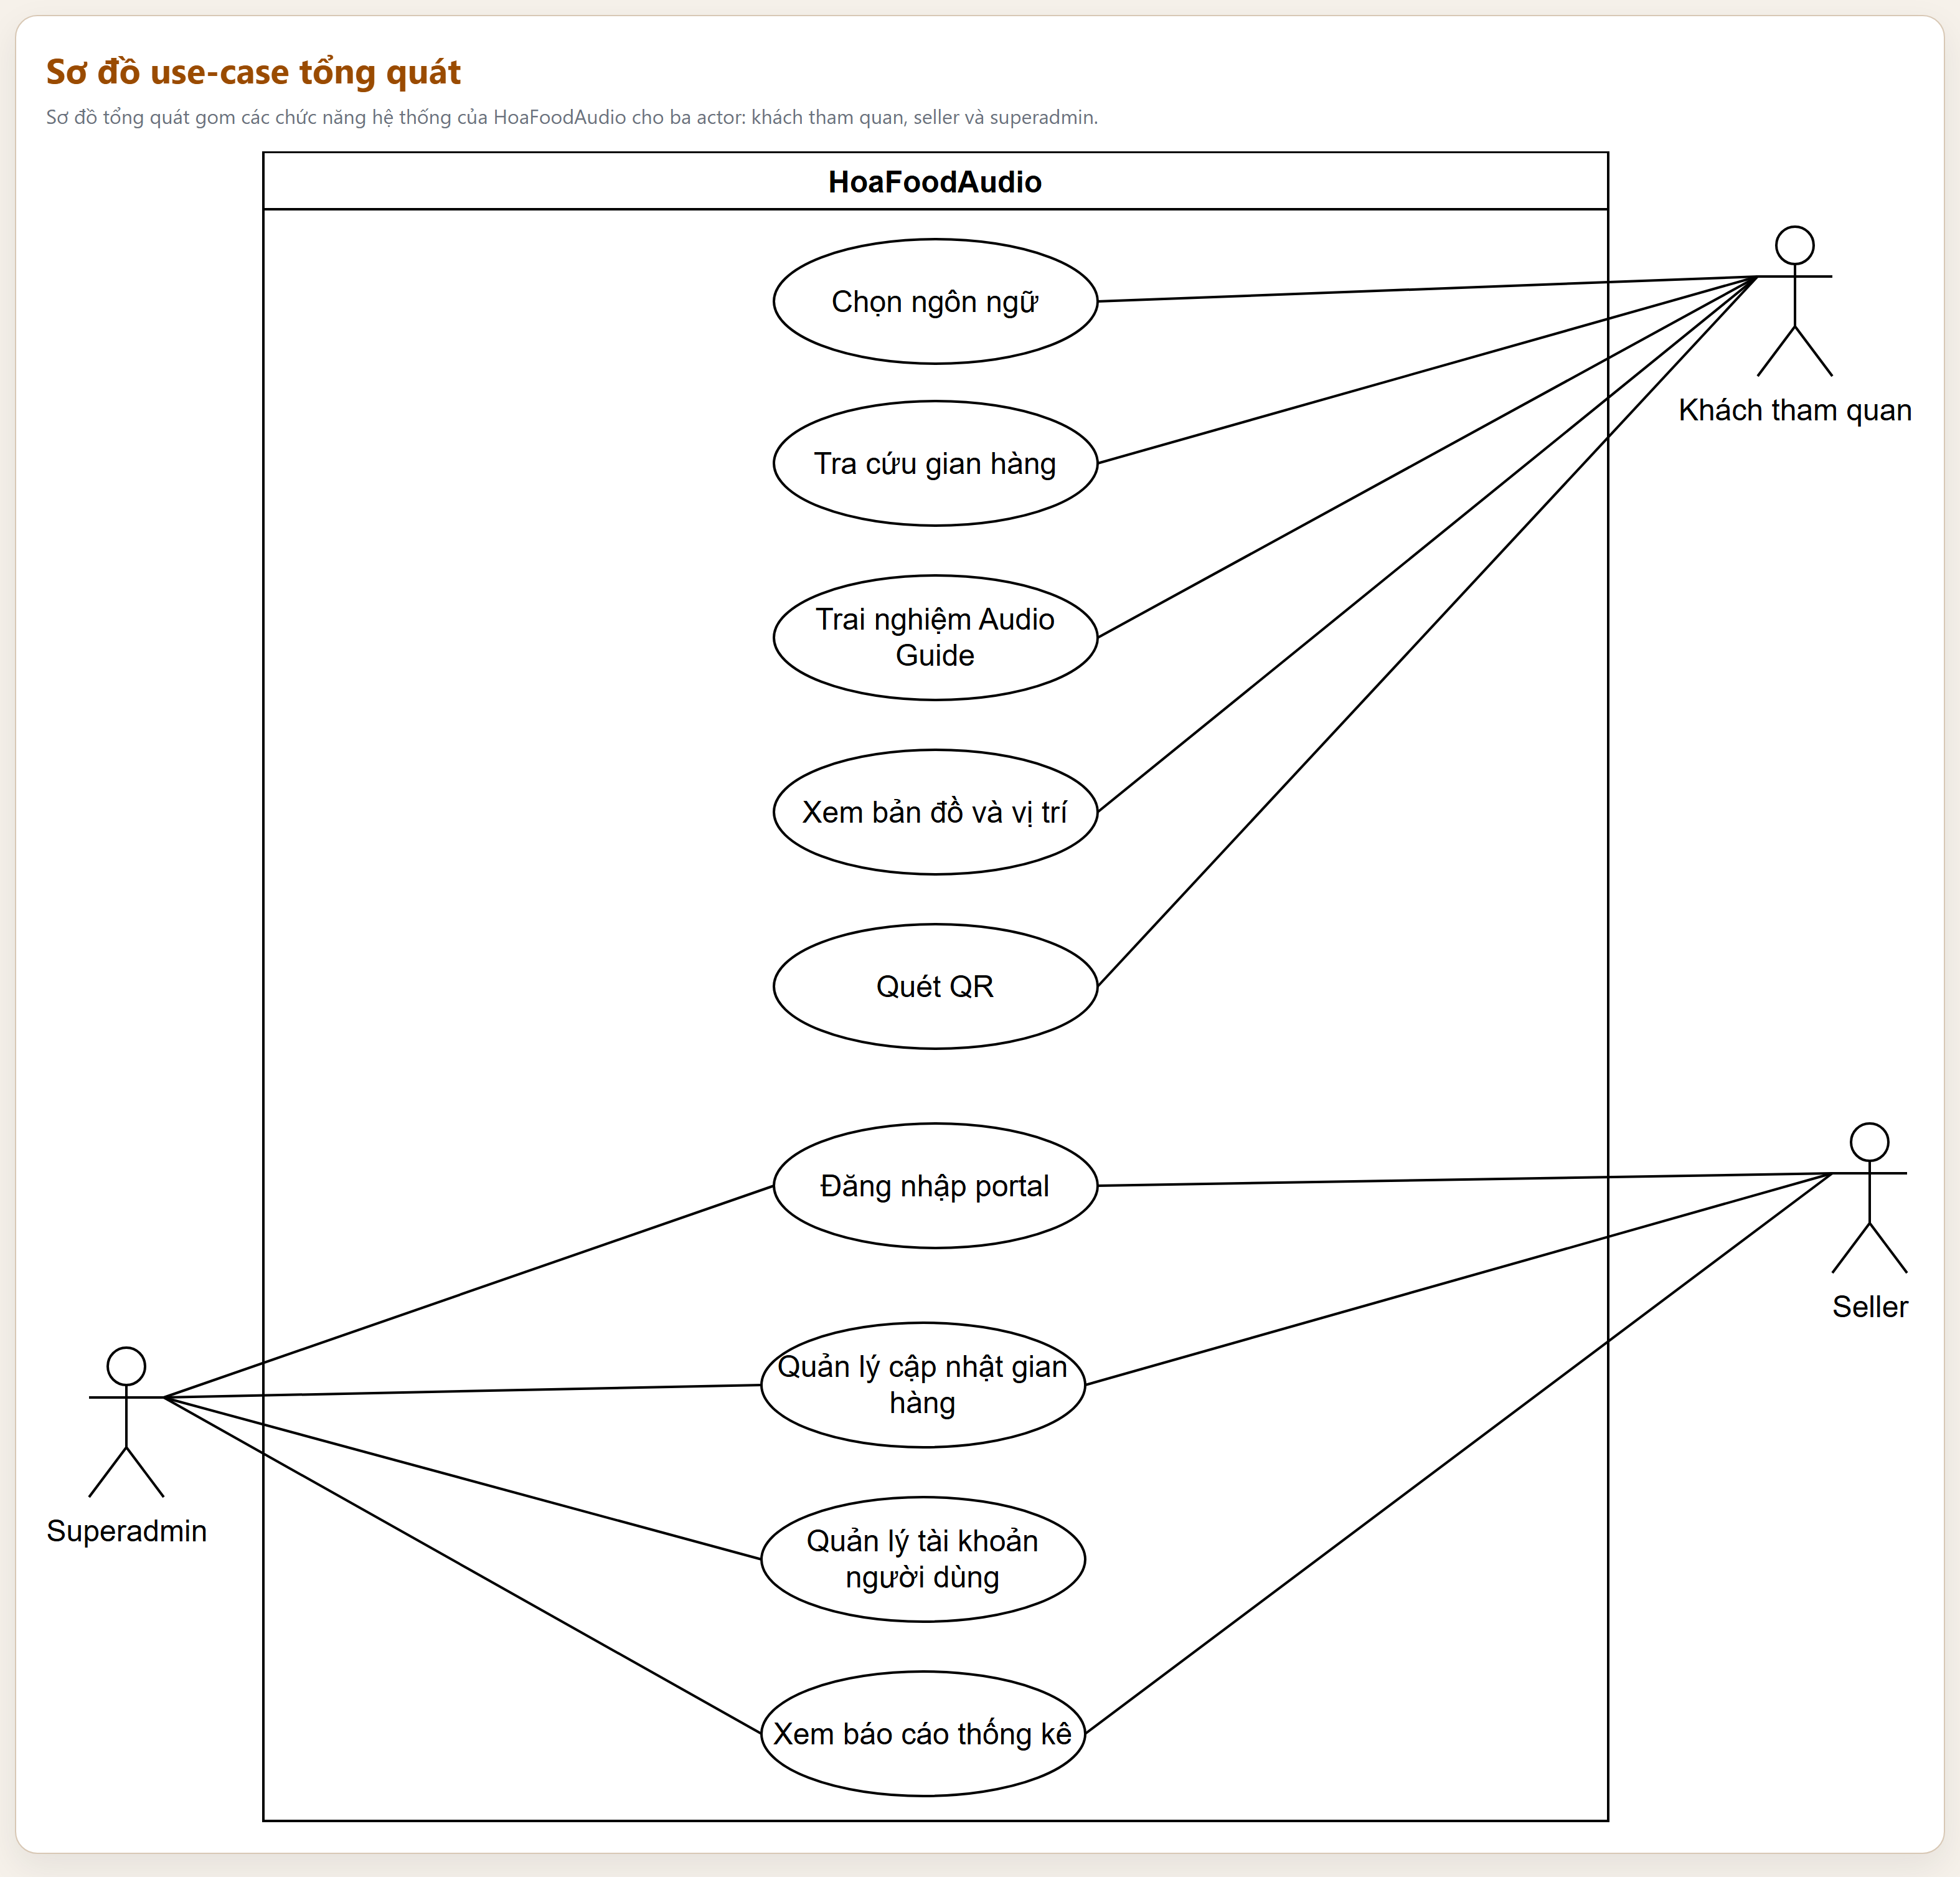 Sơ đồ use-case tổng quát
Sơ đồ tổng quát gom các chức năng hệ thống của HoaFoodAudio cho ba actor: khách tham quan, seller và superadmin.
HoaFoodAudio
Chọn ngôn ngữ
Khách tham quan
Tra cứu gian hàng
Trai nghiệm Audio
Guide
Xem bản đồ và vị trí
Quét QR
Đăng nhập portal
Seller
Quản lý cập nhật gian
hàng
Superadmin
Quản lý tài khoản
người dùng
Xem báo cáo thống kê